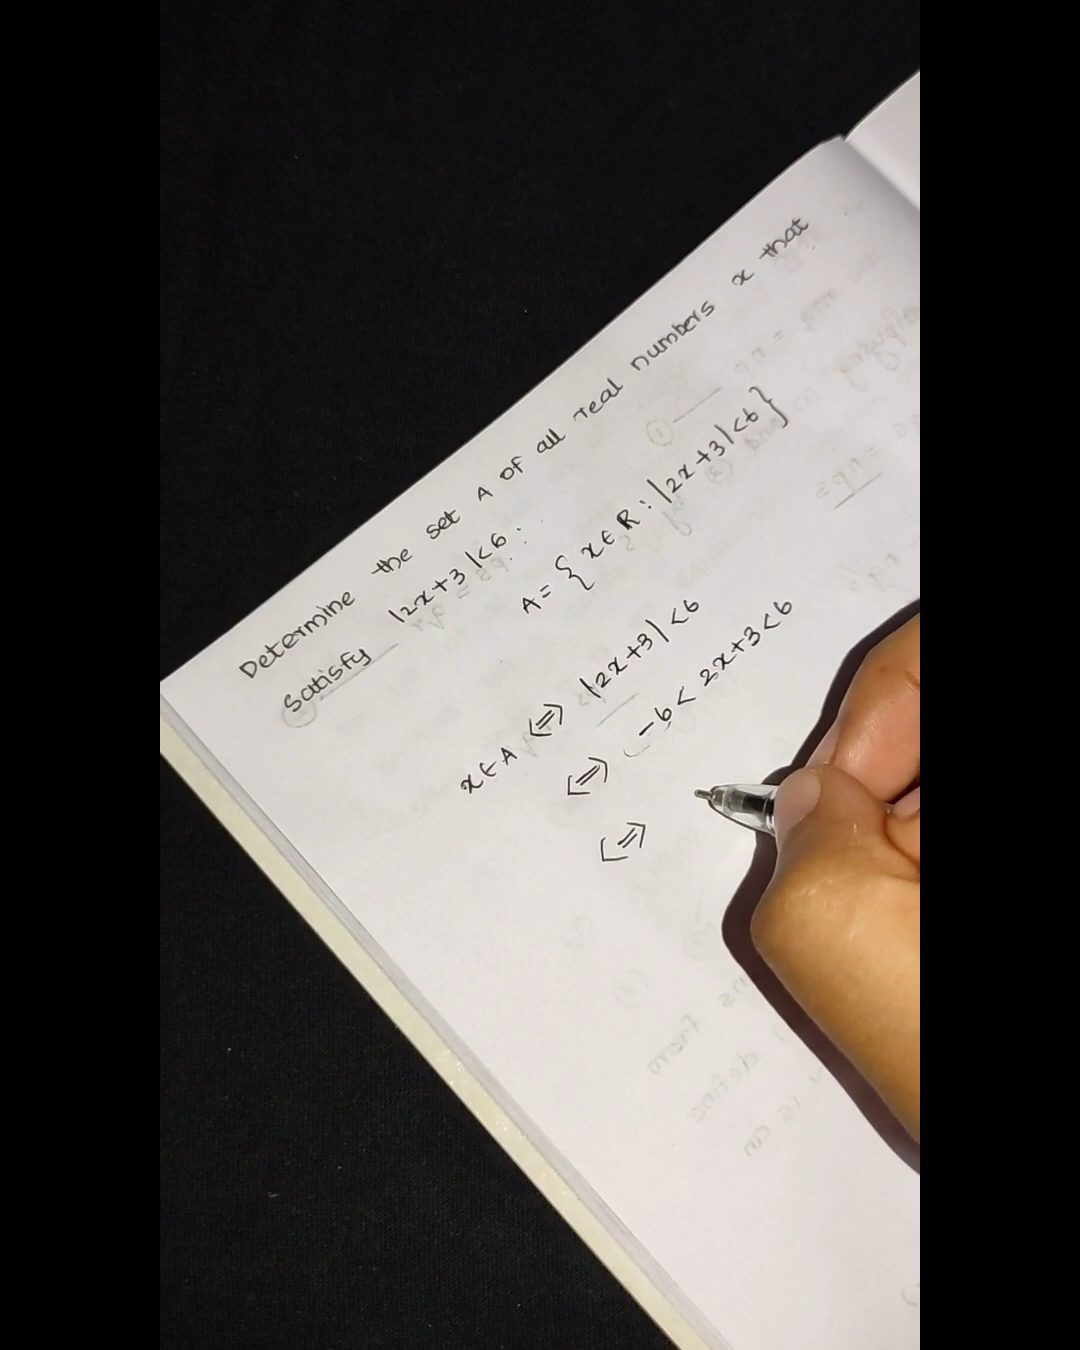 Determine the set A of all real numbers x that
Satisfy |2x+3|<6 :
A = { x ∈ R : |2x+3|<6 }
x ∈ A ⇔ |2x+3| <6
⇔ -6 < 2x+3 < 6
⇔